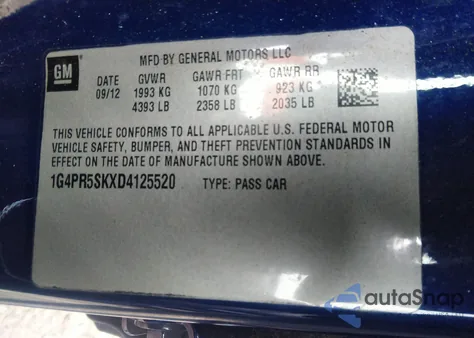 GM
MFD BY GENERAL MOTORS LLC
DATE GVWR GAWR FRT GAWR RR
09/12 1993 KG 1070 KG 923 KG
4393 LB 2358 LB 2035 LB
THIS VEHICLE CONFORMS TO ALL APPLICABLE U.S. FEDERAL MOTOR
VEHICLE SAFETY, BUMPER, AND THEFT PREVENTION STANDARDS IN
EFFECT ON THE DATE OF MANUFACTURE SHOWN ABOVE.
1G4PR5SKXD4125520 TYPE: PASS CAR
autoSnap